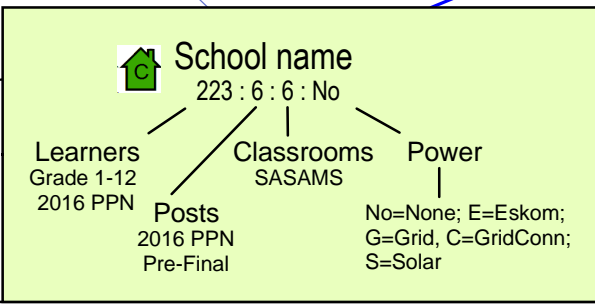 C
School name
223 : 6 : 6 : No
Learners
Grade 1-12
2016 PPN
Posts
2016 PPN
Pre-Final
Classrooms
SASAMS
Power
No=None; E=Eskom;
G=Grid, C=GridConn;
S=Solar